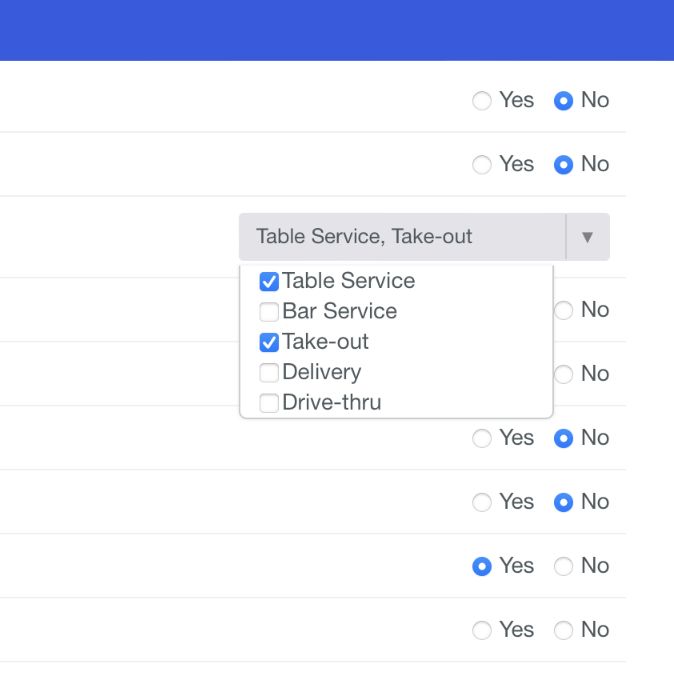 Yes No
Yes No
Table Service, Take-out
Table Service
Bar Service
No
Take-out
Delivery
No
Drive-thru
Yes No
Yes No
Yes No
Yes No